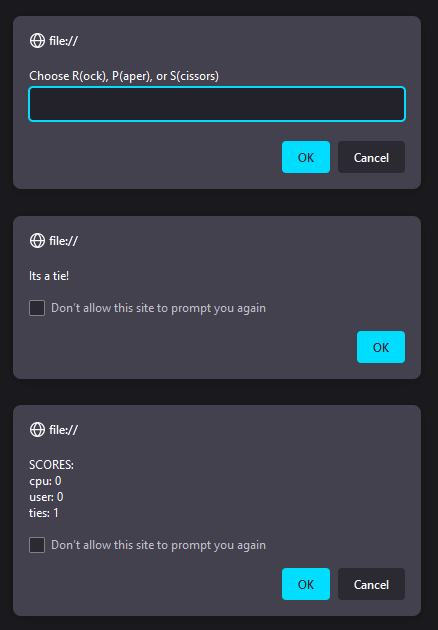 file://
Choose R(ock), P(aper), or S(cissors)
OK Cancel
file://
Its a tie!
Don't allow this site to prompt you again
OK
file://
SCORES:
cpu: 0
user: 0
ties: 1
Don't allow this site to prompt you again
OK Cancel